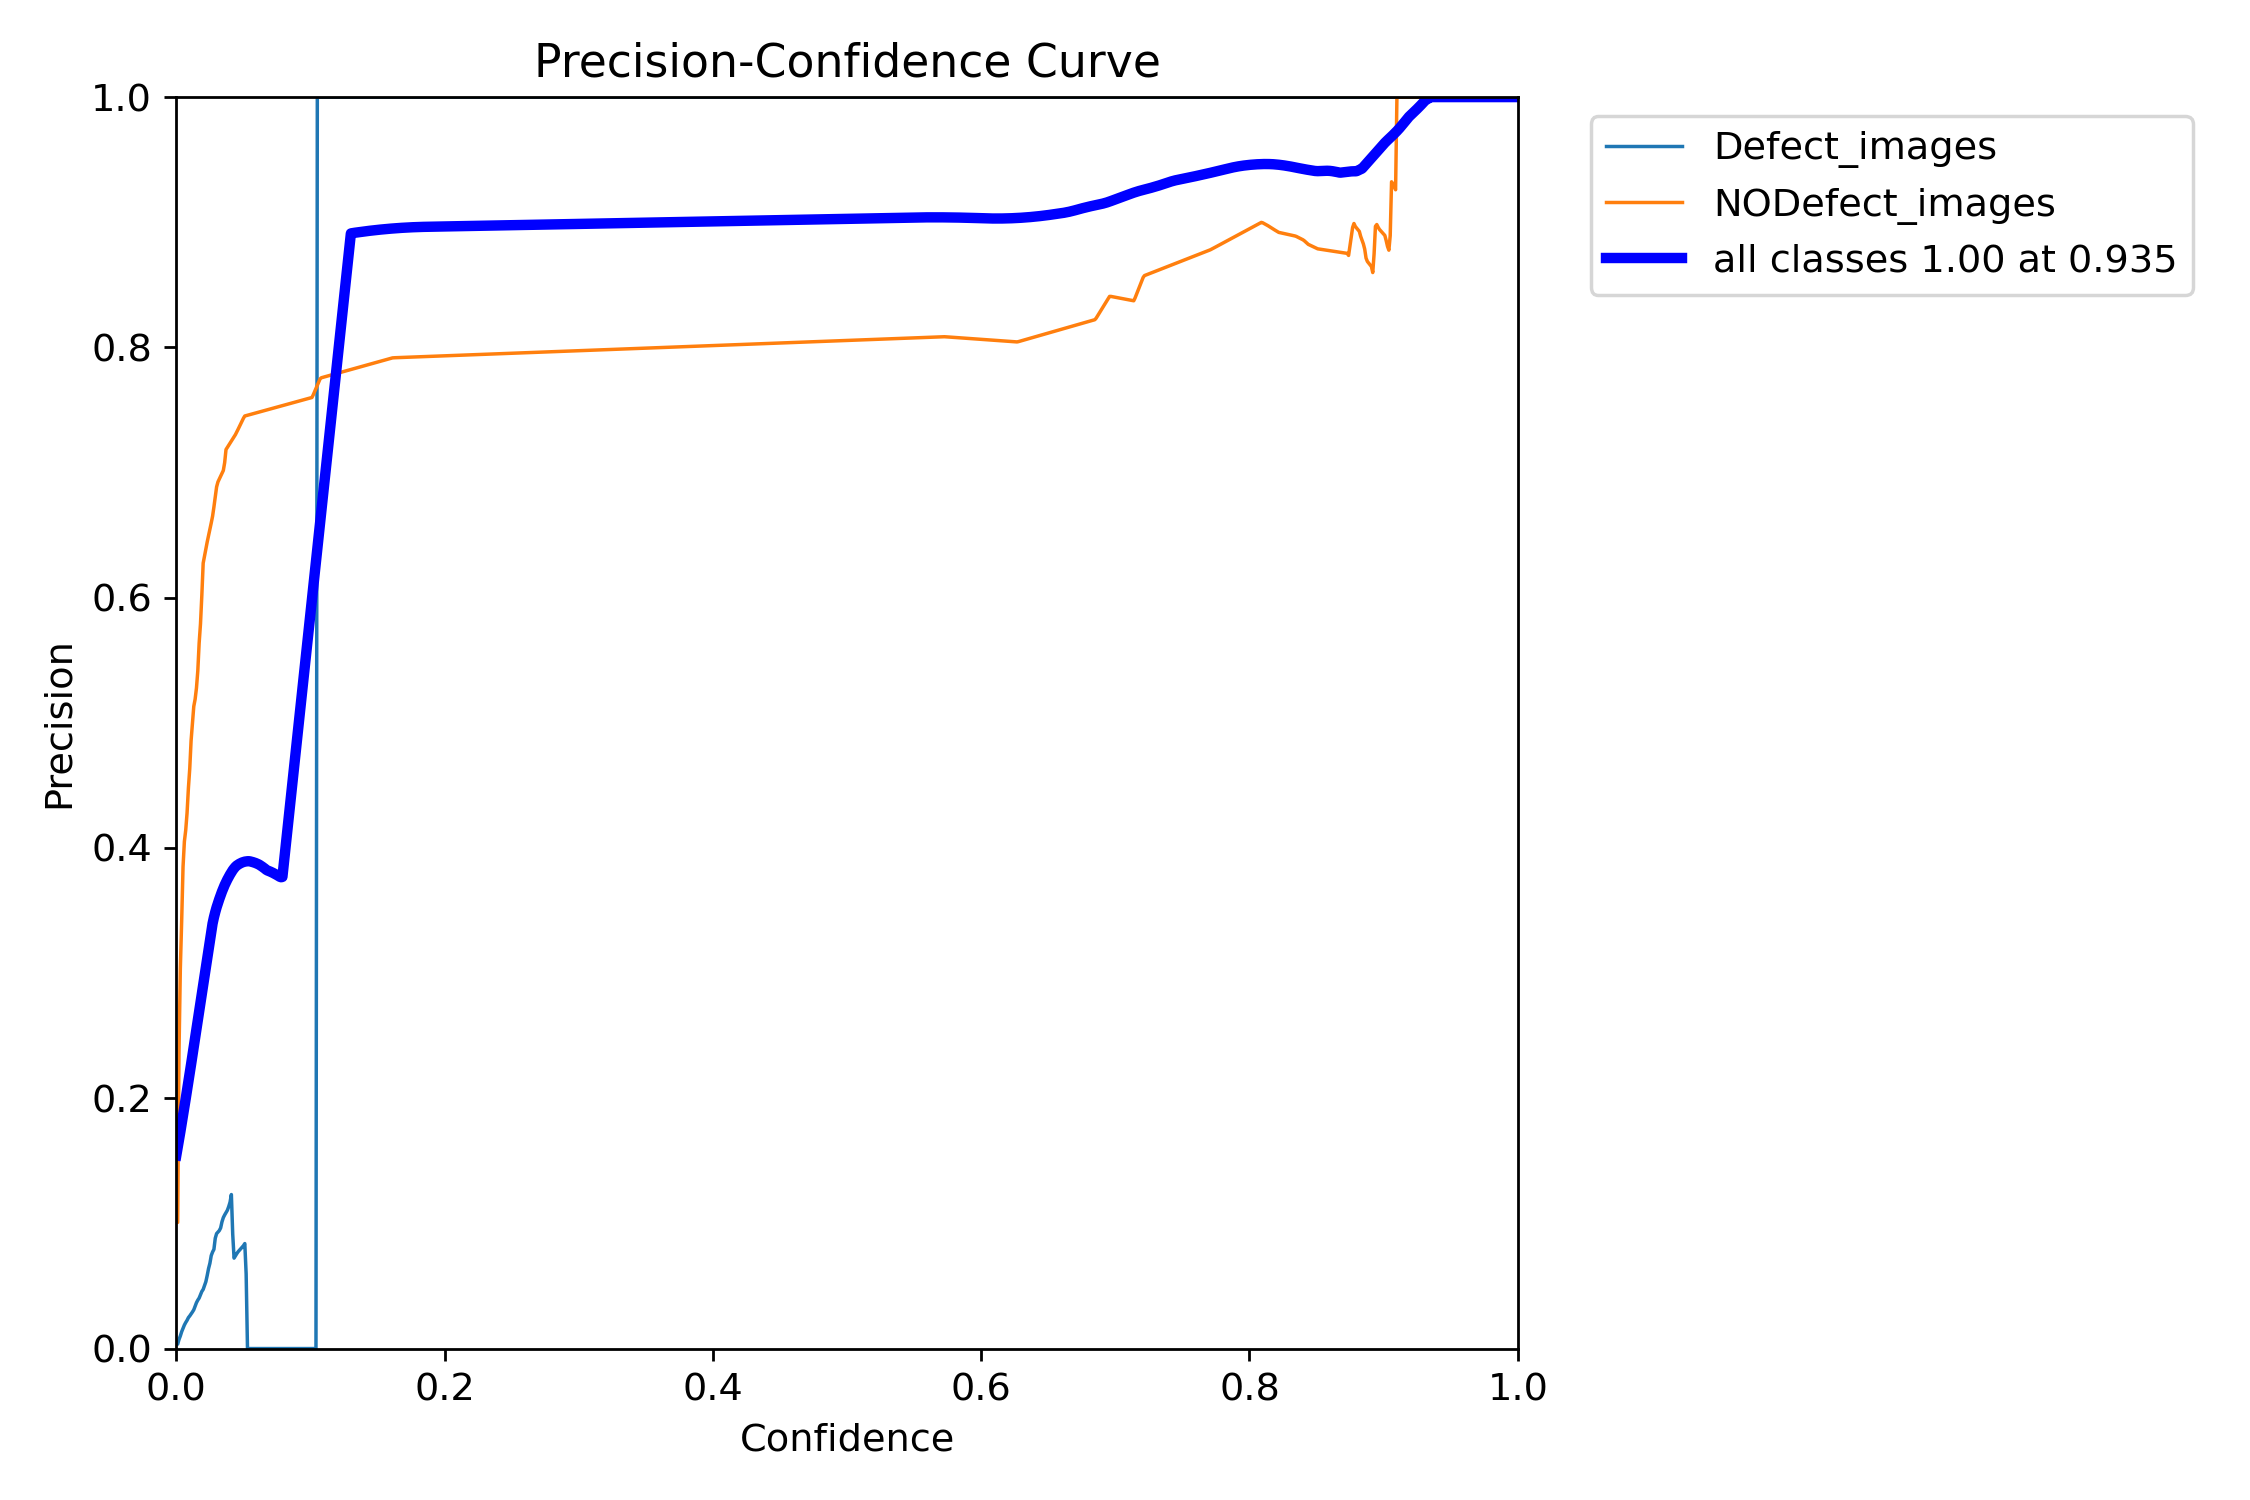 Precision-Confidence Curve
1.0
0.8
0.6
0.4
0.2
0.0
Precision
0.0 0.2 0.4 0.6 0.8 1.0
Confidence
Defect_images
NODefect_images
all classes 1.00 at 0.935